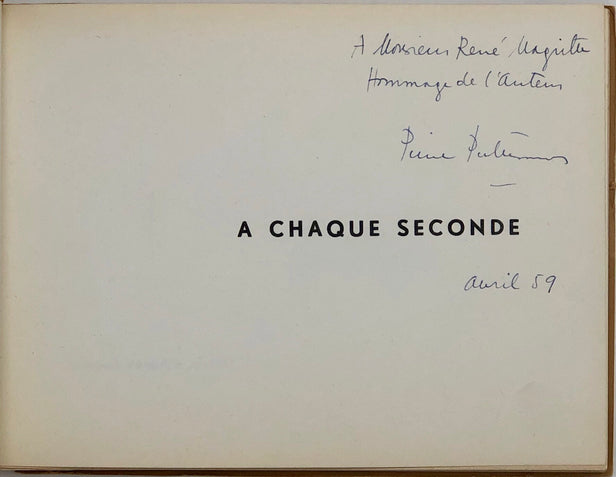 A Monsieur René Magritte
Hommage de l'Auteur
Pierre
A CHAQUE SECONDE
Avril 59